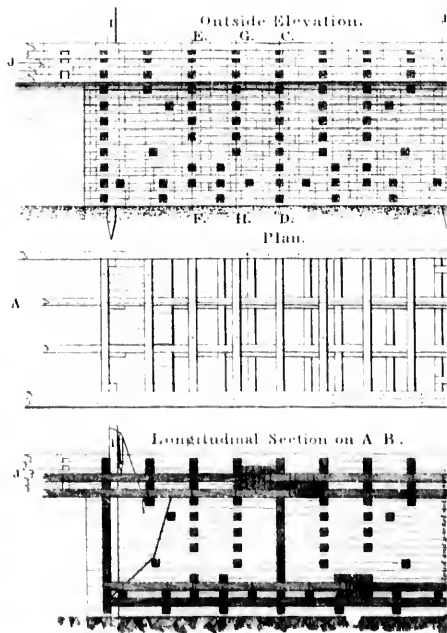 Outside Elevation.
I E. G. C. J
J
F. H. D.
Plan.
A
Longitudinal Section on A B.
I
J